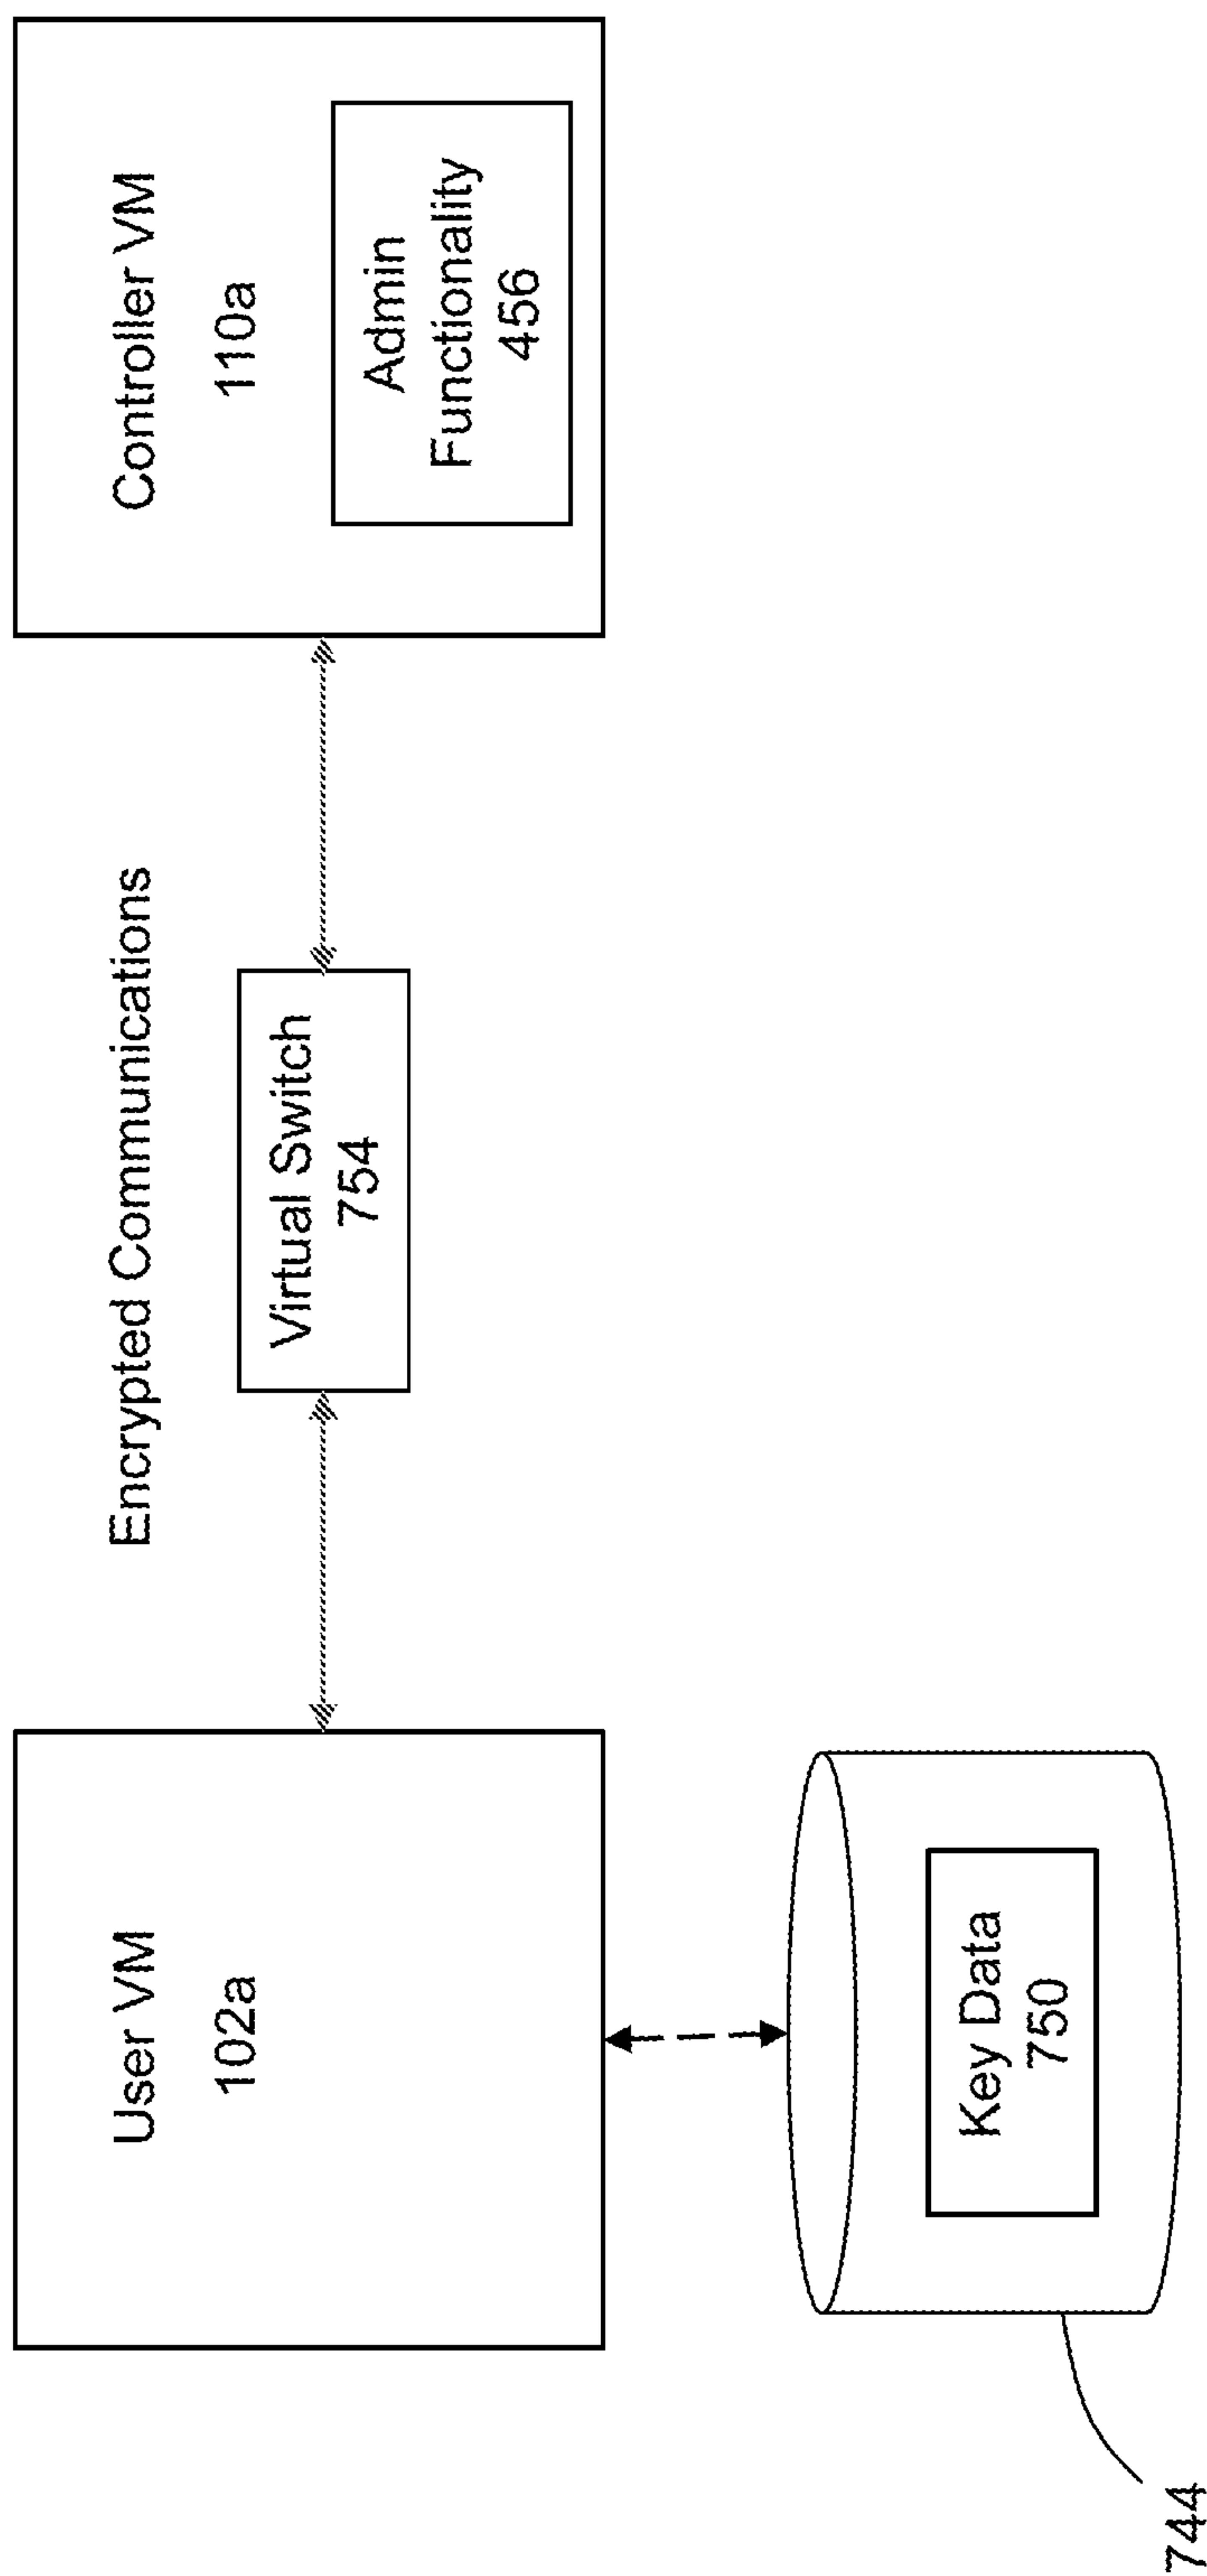 User VM
102a
Encrypted Communications
Virtual Switch
754
Controller VM
110a
Admin
Functionality
456
Key Data
750
744